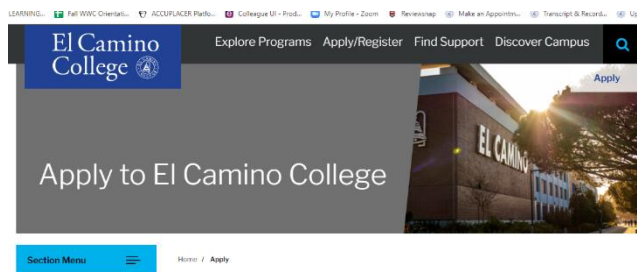 LEARNING... Fall WWC Orientati... ACCUPLACER Platfo... Colleague UI - Prod... My Profile - Zoom Reviewsnap Make an Appointm... Transcript & Record... Up
El Camino College Explore Programs Apply/Register Find Support Discover Campus
Apply
EL CAMINO
Apply to El Camino College
Section Menu Home / Apply